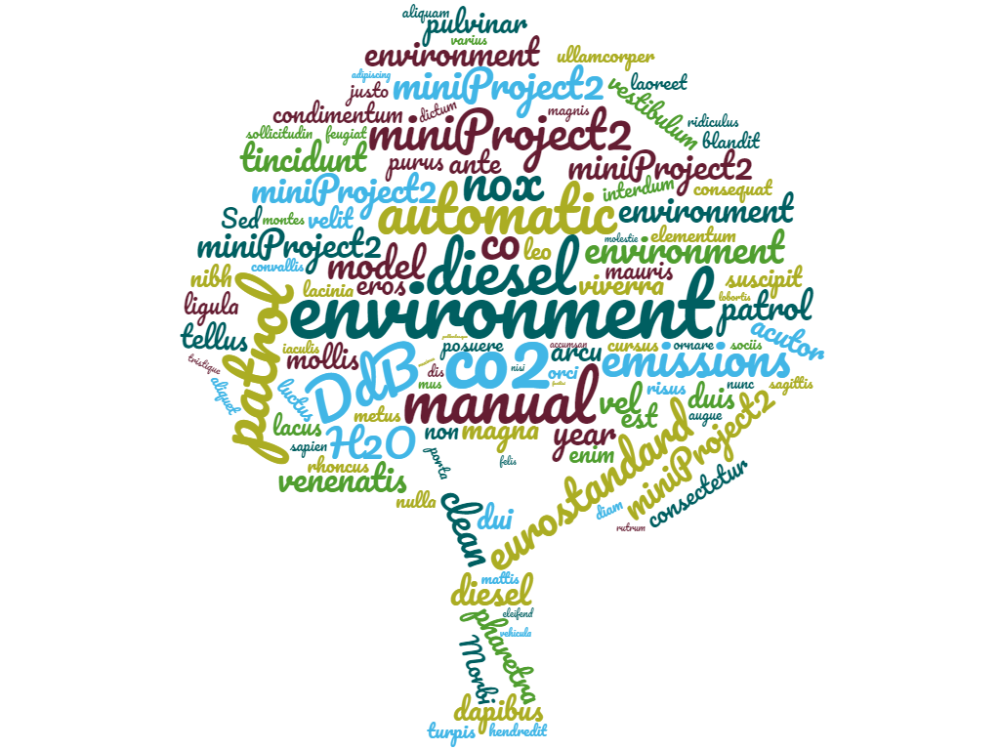 aliquam
pulvinar
varius
environment
ullamcorper
adipiscing
miniProject2
vestibulum
laoreet
justo
condimentum
dictum
magnis
miniProject2
ridiculus
sollicitudin
feugiat
blandit
tincidunt
purus
ante
miniProject2
miniProject2
nox
interdum
consequat
Sed
montes
velit
automatic
environment
miniProject2
co
leo
molestie
elementum
environment
convallis
model
diesel
mauris
nibh
lacinia
eros
viverra
suscipit
lobortis
ligula
patrol
environment
patrol
tellus
iaculis
mollis
posuere
accumsan
arcu
cursus
ornare
sociis
acutor
tristique
aliquet
luctus
DdB
dis
mus
co2
nisi
orci
emissions
risus
nunc
sagittis
metus
manual
vel
est
duis
augue
lacus
H2O
non
magna
year
sapien
enim
rhoncus
porta
felis
venenatis
eurostandard
miniProject2
consectetur
nulla
clean
dui
diam
rutrum
mattis
diesel
eleifend
pharetra
vehicula
Morbi
dapibus
turpis
hendredit